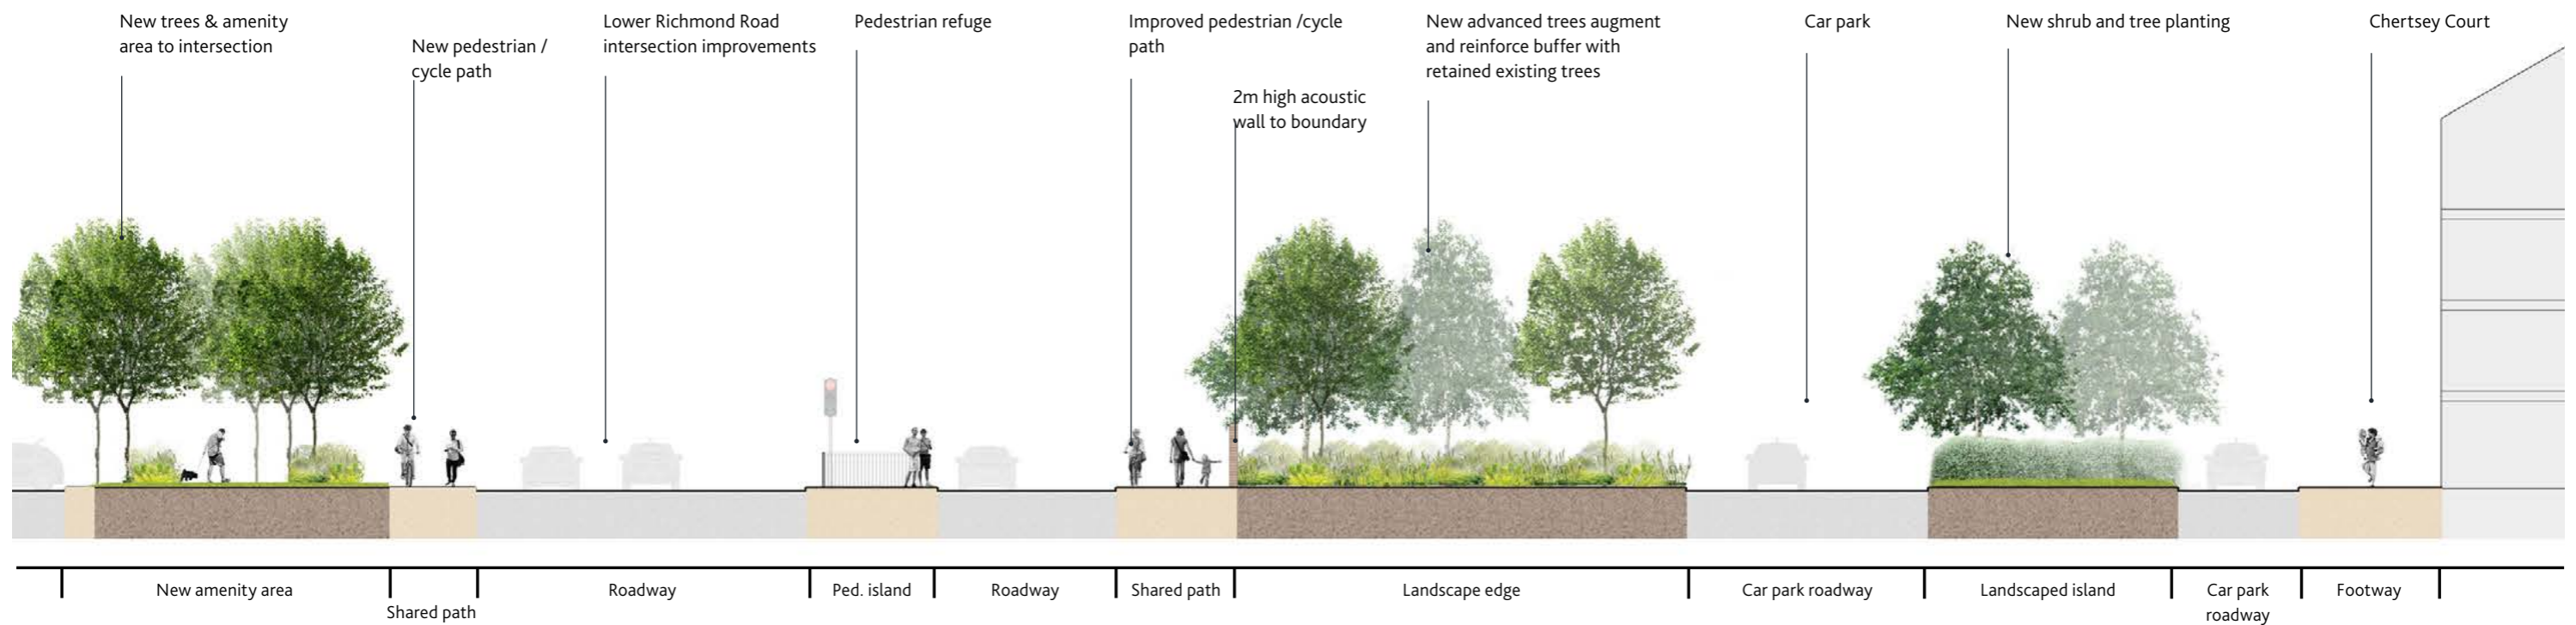 New trees & amenity
area to intersection
New pedestrian /
cycle path
Lower Richmond Road
intersection improvements
Pedestrian refuge
Improved pedestrian /cycle
path
2m high acoustic
wall to boundary
New advanced trees augment
and reinforce buffer with
retained existing trees
Car park
New shrub and tree planting
Chertsey Court
New amenity area
Shared path
Roadway
Ped. island
Roadway
Shared path
Landscape edge
Car park roadway
Landscaped island
Car park
roadway
Footway